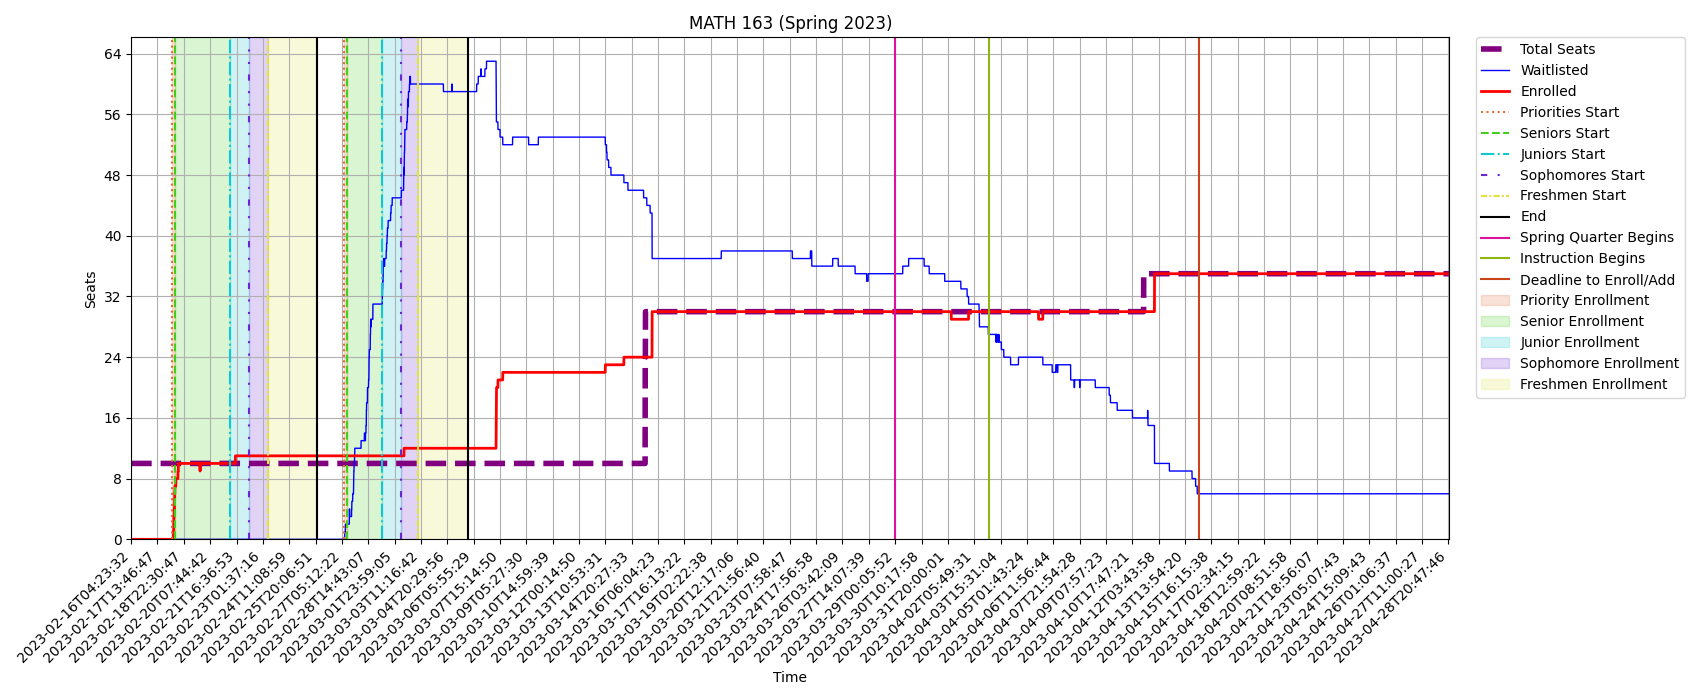 MATH 163 (Spring 2023)
64
56
48
40
32
24
16
8
0
Seats
2023-02-16T04:23:32
2023-02-17T13:46:47
2023-02-18T22:30:47
2023-02-20T07:44:42
2023-02-21T16:36:53
2023-02-23T01:37:16
2023-02-24T11:08:59
2023-02-25T20:06:51
2023-02-27T05:12:22
2023-02-28T14:43:07
2023-03-01T23:59:05
2023-03-03T11:16:42
2023-03-04T20:29:56
2023-03-06T05:55:29
2023-03-07T15:14:50
2023-03-09T05:27:30
2023-03-10T14:59:39
2023-03-12T00:14:50
2023-03-13T10:53:31
2023-03-14T20:27:33
2023-03-16T06:04:23
2023-03-17T16:13:22
2023-03-19T02:22:38
2023-03-20T12:17:06
2023-03-21T21:56:40
2023-03-23T07:58:47
2023-03-24T17:56:58
2023-03-26T03:42:09
2023-03-27T14:07:39
2023-03-29T00:05:52
2023-03-30T10:17:58
2023-03-31T20:00:01
2023-04-02T05:49:31
2023-04-03T15:31:04
2023-04-05T01:43:24
2023-04-06T11:56:44
2023-04-07T21:54:28
2023-04-09T07:57:23
2023-04-10T17:47:21
2023-04-12T03:43:58
2023-04-13T13:54:20
2023-04-15T16:15:38
2023-04-17T02:34:15
2023-04-18T12:59:22
2023-04-20T08:51:58
2023-04-21T18:56:07
2023-04-23T05:07:43
2023-04-24T15:09:43
2023-04-26T01:06:37
2023-04-27T11:00:27
2023-04-28T20:47:46
Time
Total Seats
Waitlisted
Enrolled
Priorities Start
Seniors Start
Juniors Start
Sophomores Start
Freshmen Start
End
Spring Quarter Begins
Instruction Begins
Deadline to Enroll/Add
Priority Enrollment
Senior Enrollment
Junior Enrollment
Sophomore Enrollment
Freshmen Enrollment